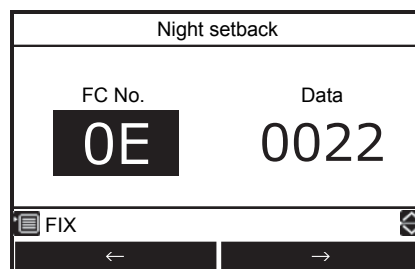 Night setback
FC No. Data
0E 0022
FIX
← →